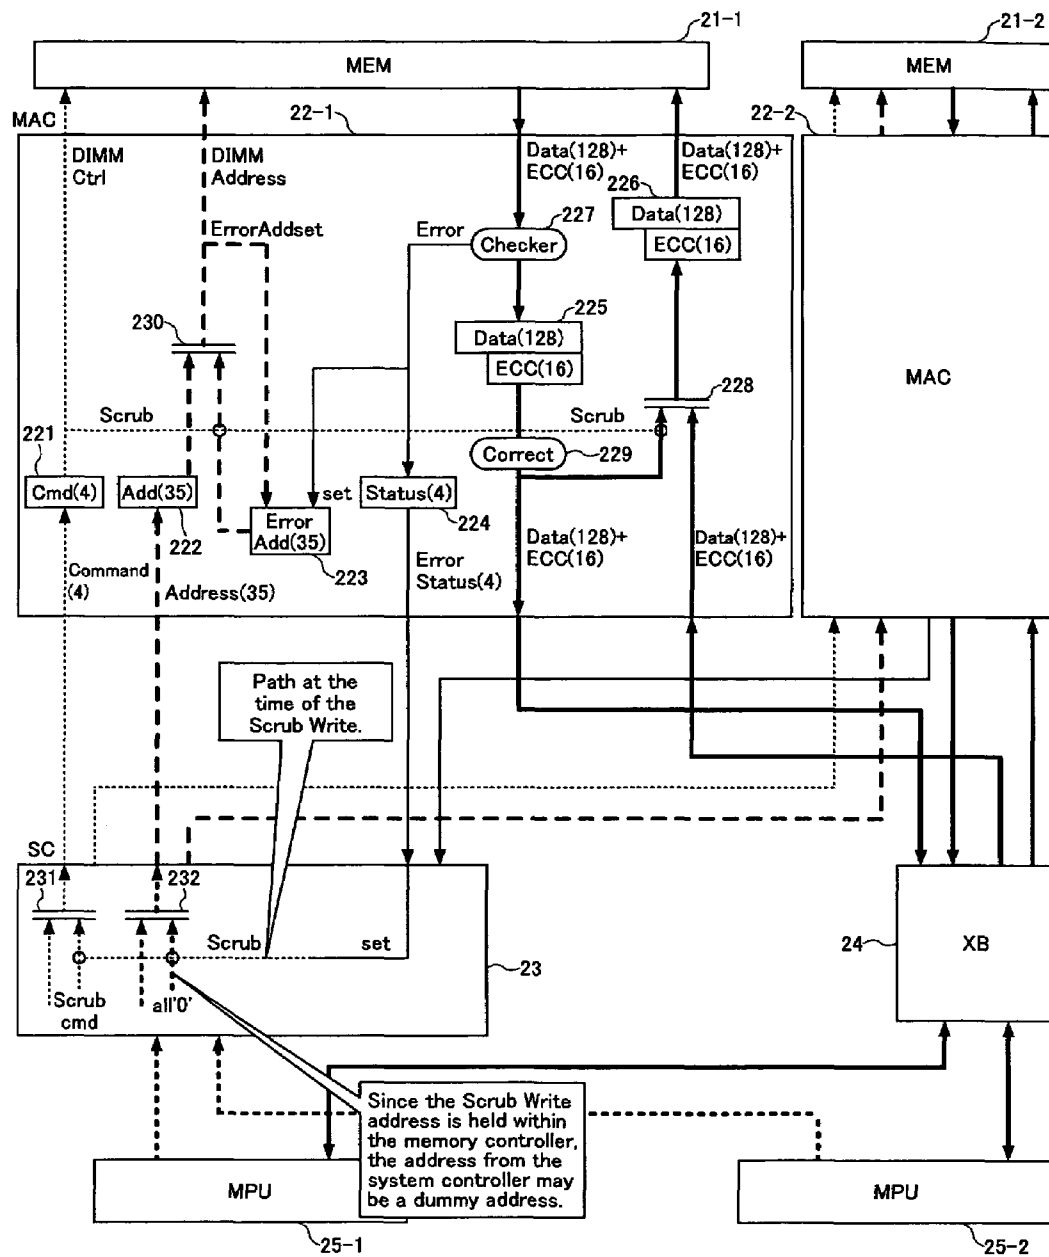 21-1
21-2
MEM
MEM
MAC
22-1
22-2
DIMM
Ctrl
DIMM
Address
Data(128)+
ECC(16)
Data(128)+
ECC(16)
226
Data(128)
ECC(16)
ErrorAddset
Error
227
Checker
225
Data(128)
ECC(16)
230
228
MAC
Scrub
Scrub
221
Cmd(4)
Add(35)
222
Correct
229
set
Status(4)
224
Error
Add(35)
223
Command
(4)
Address(35)
Error
Status(4)
Data(128)+
ECC(16)
Data(128)+
ECC(16)
Path at the
time of the
Scrub Write.
SC
231
232
Scrub
set
23
Scrub
cmd
all'0'
24
XB
Since the Scrub Write
address is held within
the memory controller,
the address from the
system controller may
be a dummy address.
MPU
25-1
MPU
25-2